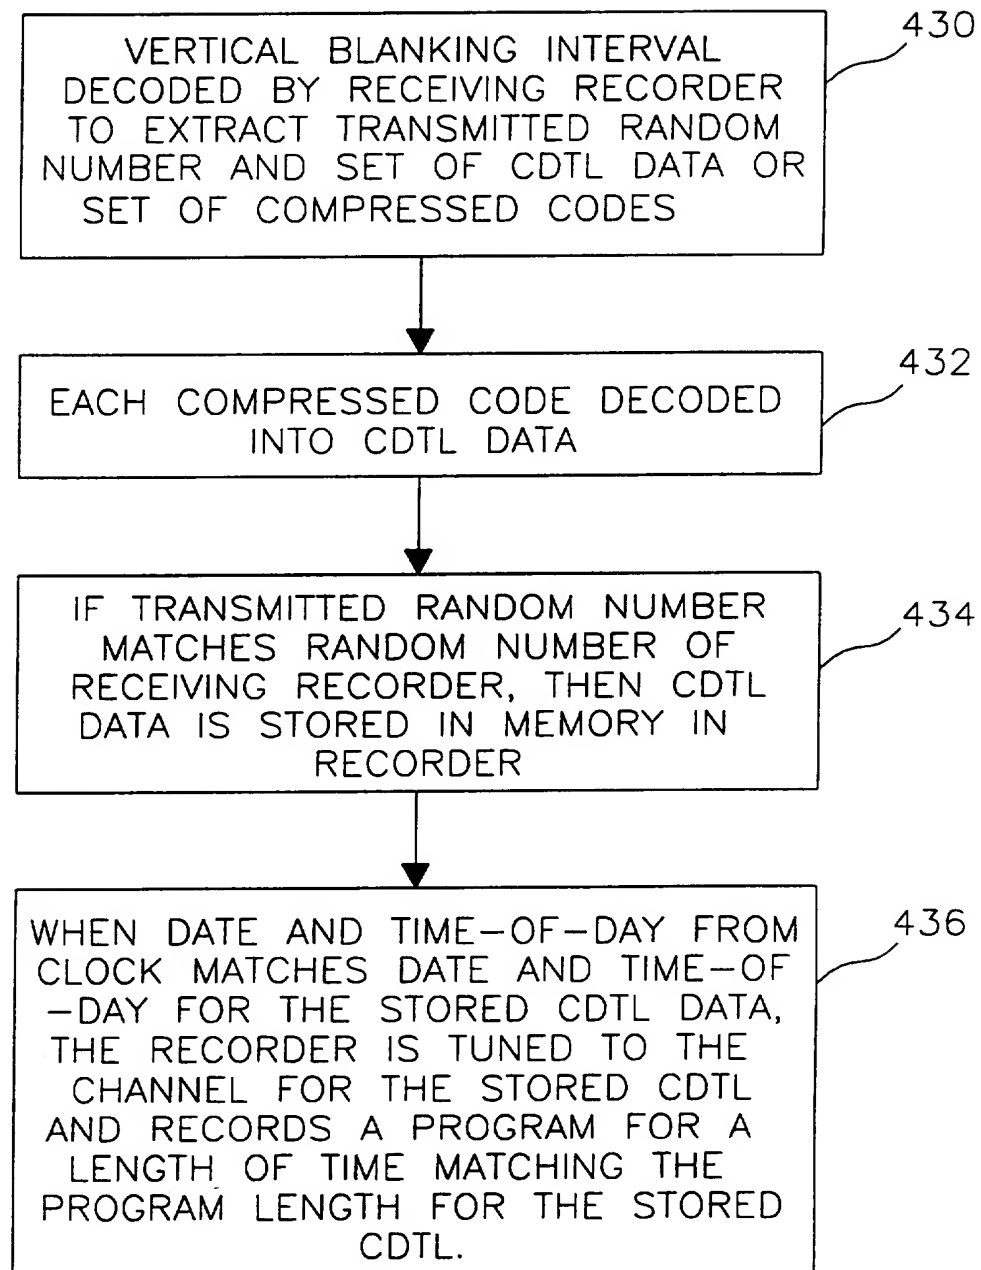 430
VERTICAL BLANKING INTERVAL
DECODED BY RECEIVING RECORDER
TO EXTRACT TRANSMITTED RANDOM
NUMBER AND SET OF CDTL DATA OR
SET OF COMPRESSED CODES
432
EACH COMPRESSED CODE DECODED
INTO CDTL DATA
434
IF TRANSMITTED RANDOM NUMBER
MATCHES RANDOM NUMBER OF
RECEIVING RECORDER, THEN CDTL
DATA IS STORED IN MEMORY IN
RECORDER
436
WHEN DATE AND TIME-OF-DAY FROM
CLOCK MATCHES DATE AND TIME-OF
-DAY FOR THE STORED CDTL DATA,
THE RECORDER IS TUNED TO THE
CHANNEL FOR THE STORED CDTL
AND RECORDS A PROGRAM FOR A
LENGTH OF TIME MATCHING THE
PROGRAM LENGTH FOR THE STORED
CDTL.